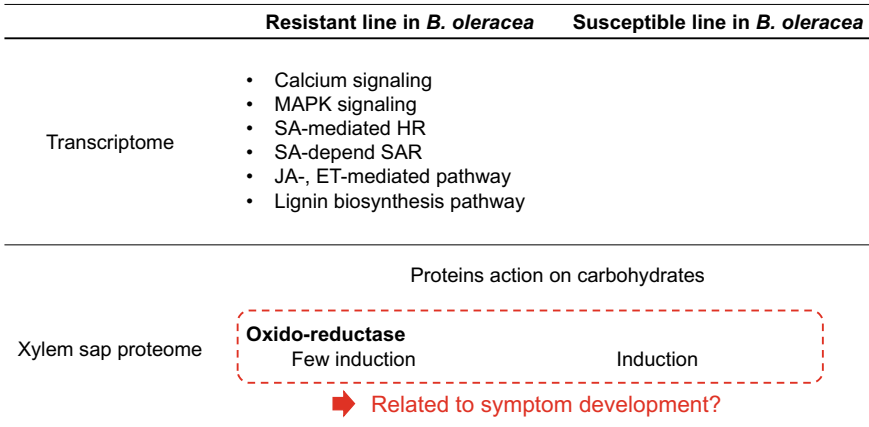 Resistant line in B. oleracea Susceptible line in B. oleracea
Transcriptome
• Calcium signaling
• MAPK signaling
• SA-mediated HR
• SA-depend SAR
• JA-, ET-mediated pathway
• Lignin biosynthesis pathway
Xylem sap proteome
Proteins action on carbohydrates
Oxido-reductase
Few induction Induction
Related to symptom development?